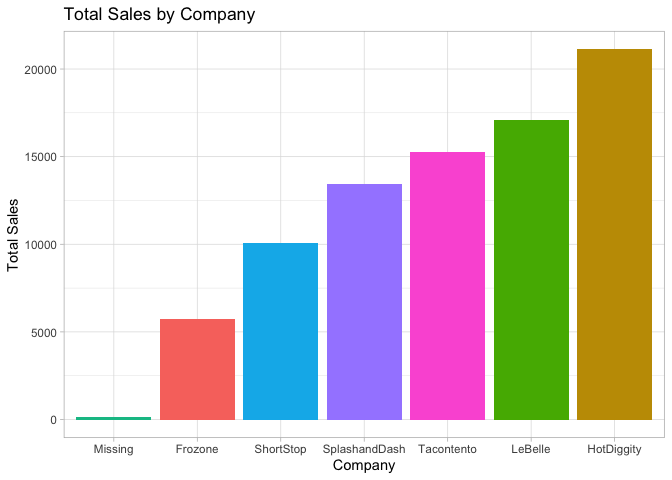 Total Sales by Company
Total Sales
20000
15000
10000
5000
0
Missing Frozone ShortStop SplashandDash Tacontento LeBelle HotDiggity
Company